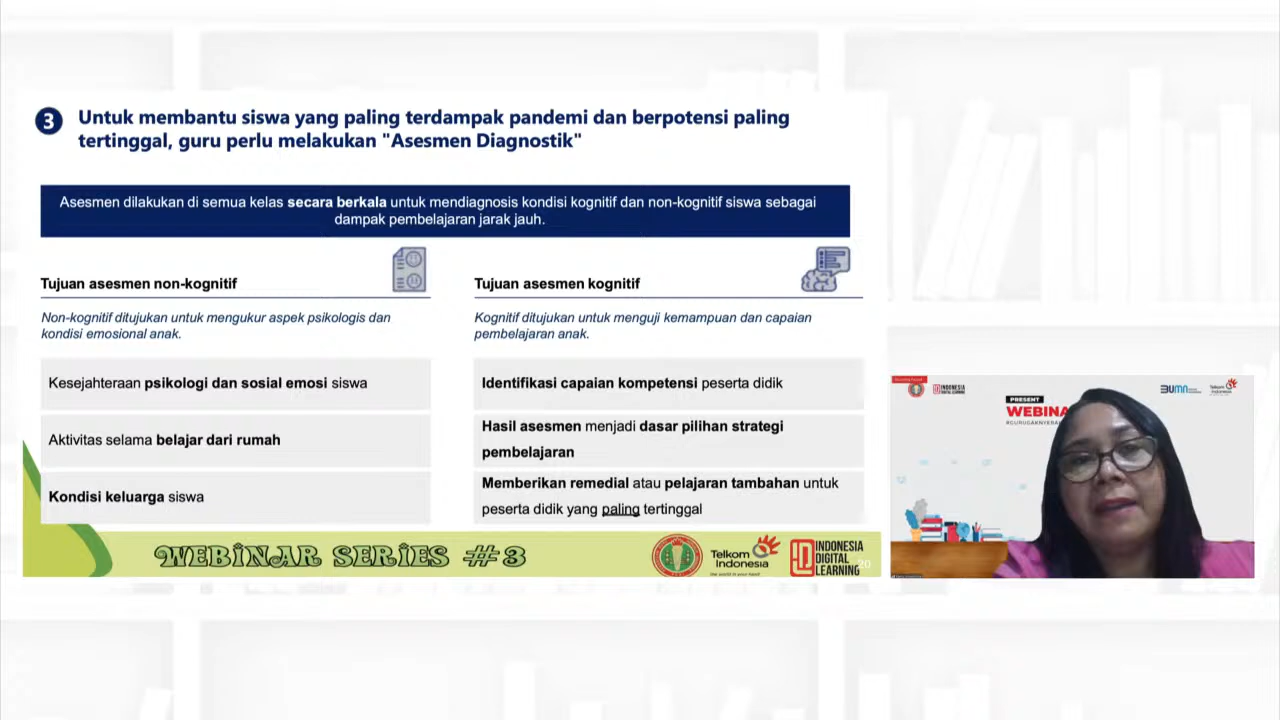 3
Untuk membantu siswa yang paling terdampak pandemi dan berpotensi paling
tertinggal, guru perlu melakukan "Asesmen Diagnostik"
Asesmen dilakukan di semua kelas secara berkala untuk mendiagnosis kondisi kognitif dan non-kognitif siswa sebagai
dampak pembelajaran jarak jauh.
Tujuan asesmen non-kognitif
Non-kognitif ditujukan untuk mengukur aspek psikologis dan
kondisi emosional anak.
Kesejahteraan psikologi dan sosial emosi siswa
Aktivitas selama belajar dari rumah
Kondisi keluarga siswa
Tujuan asesmen kognitif
Kognitif ditujukan untuk menguji kemampuan dan capaian
pembelajaran anak.
Identifikasi capaian kompetensi peserta didik
Hasil asesmen menjadi dasar pilihan strategi
pembelajaran
Memberikan remedial atau pelajaran tambahan untuk
peserta didik yang paling tertinggal
WEBINAR SERIES #3
Telkom
Indonesia
INDONESIA
DIGITAL
LEARNING
20
INDONESIA
DIGITAL LEARNING
PRESENT
WEBINA
BUMN
Telkom
Indonesia